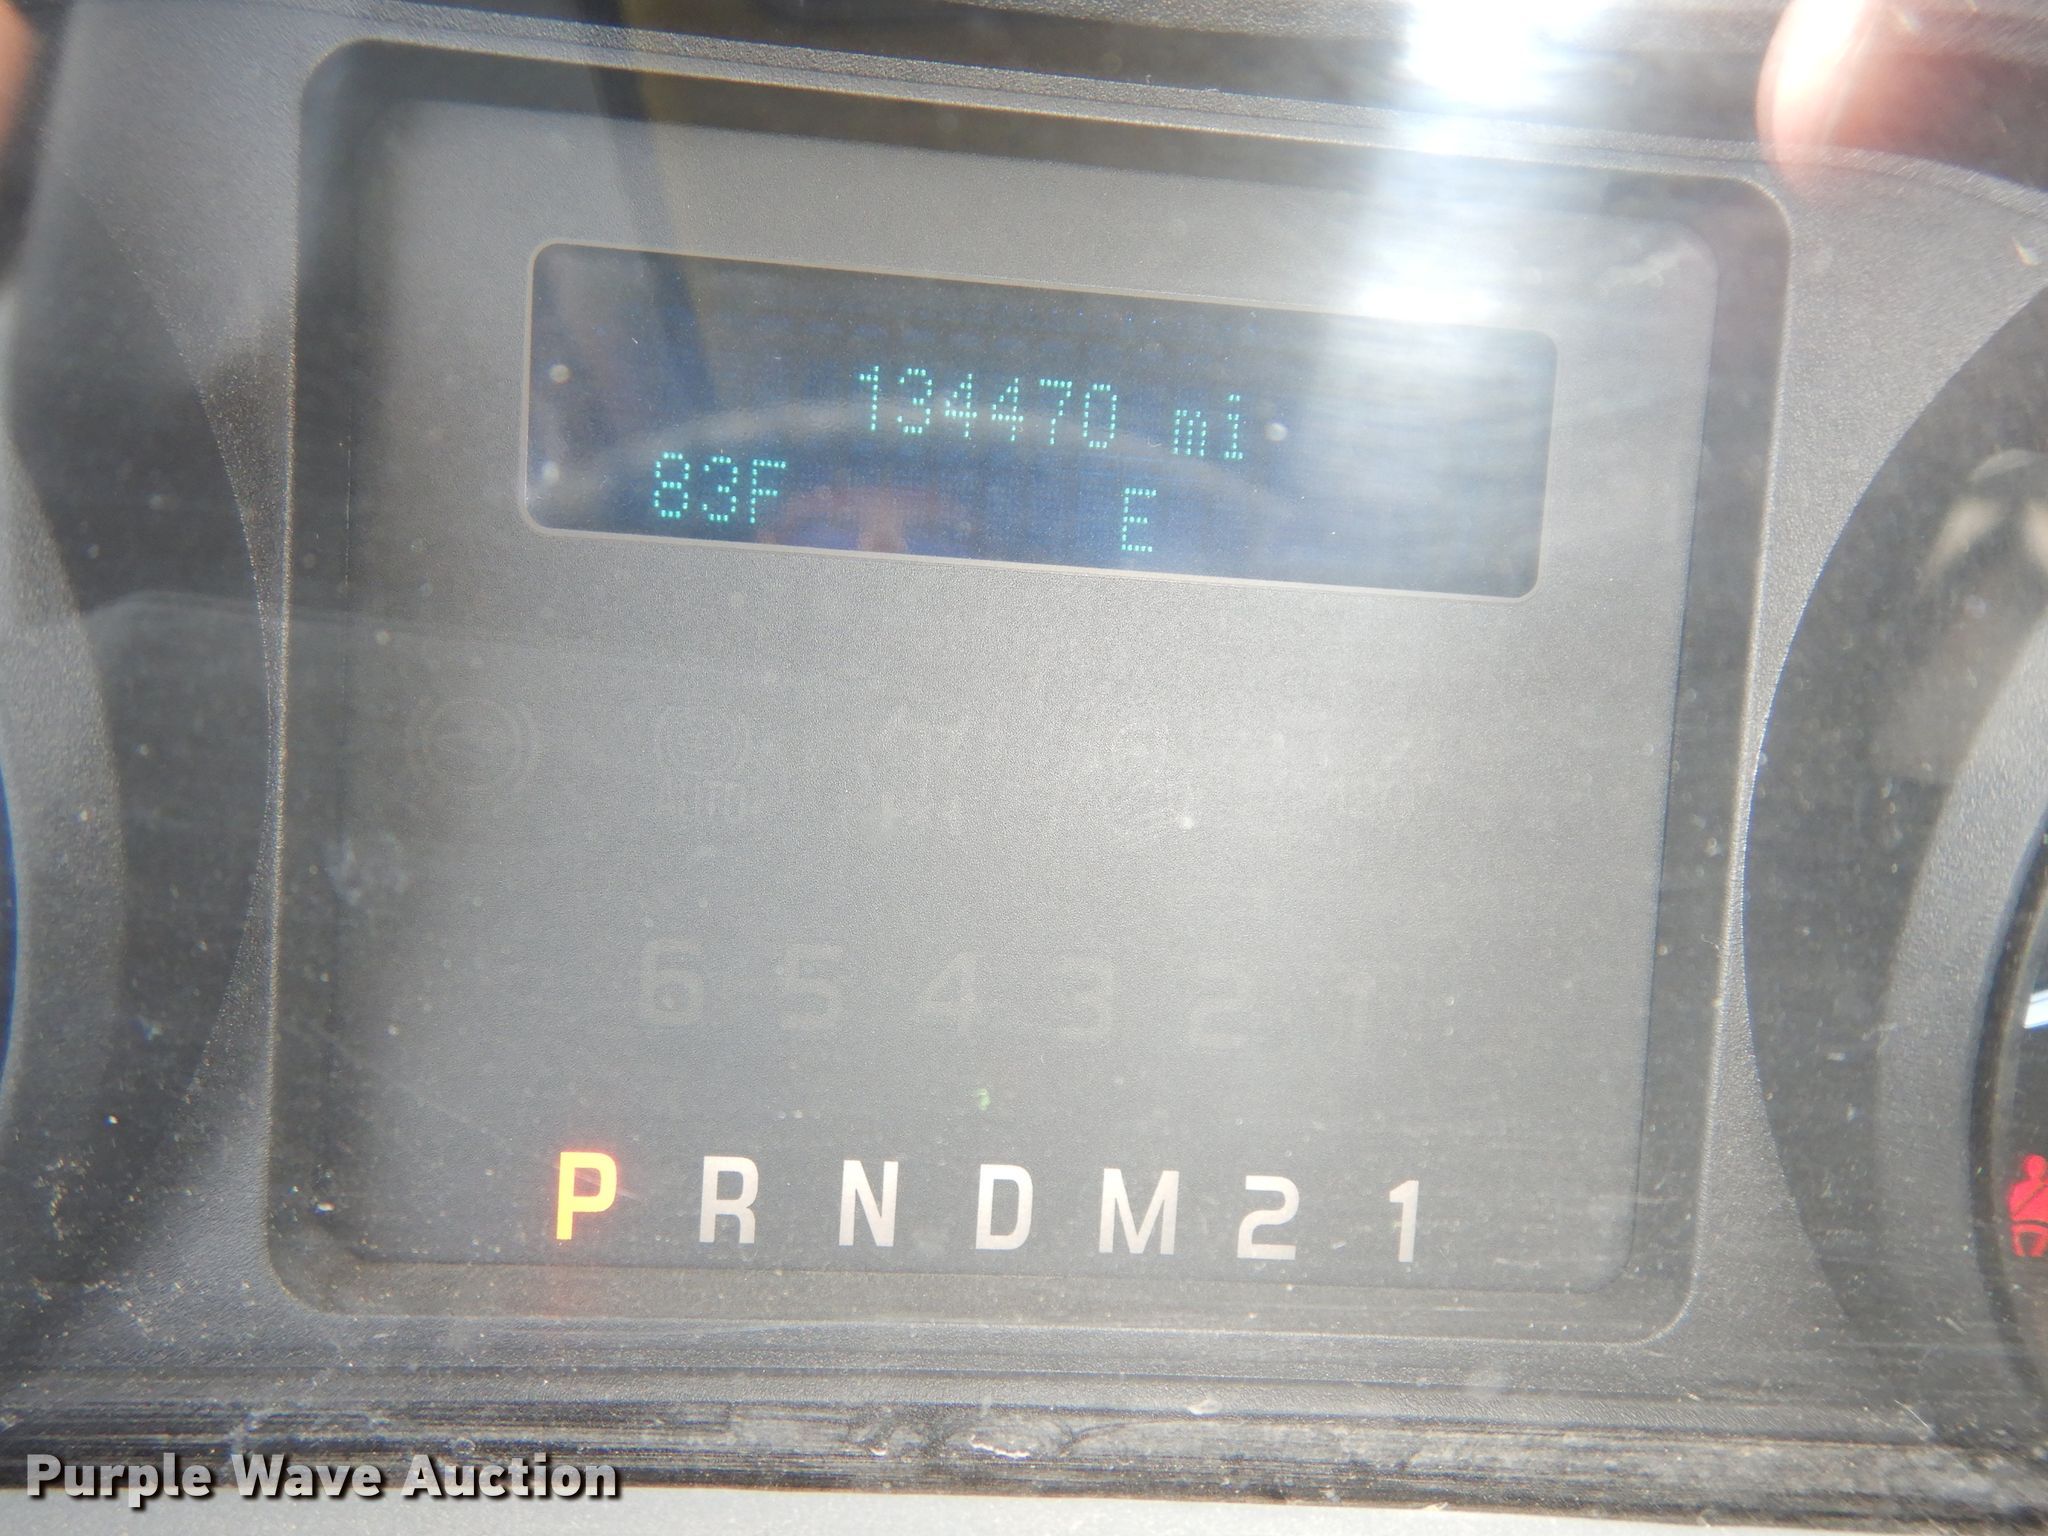 134470 mi
83F E
6 5 4 3 2 1
P R N D M 2 1
Purple Wave Auction